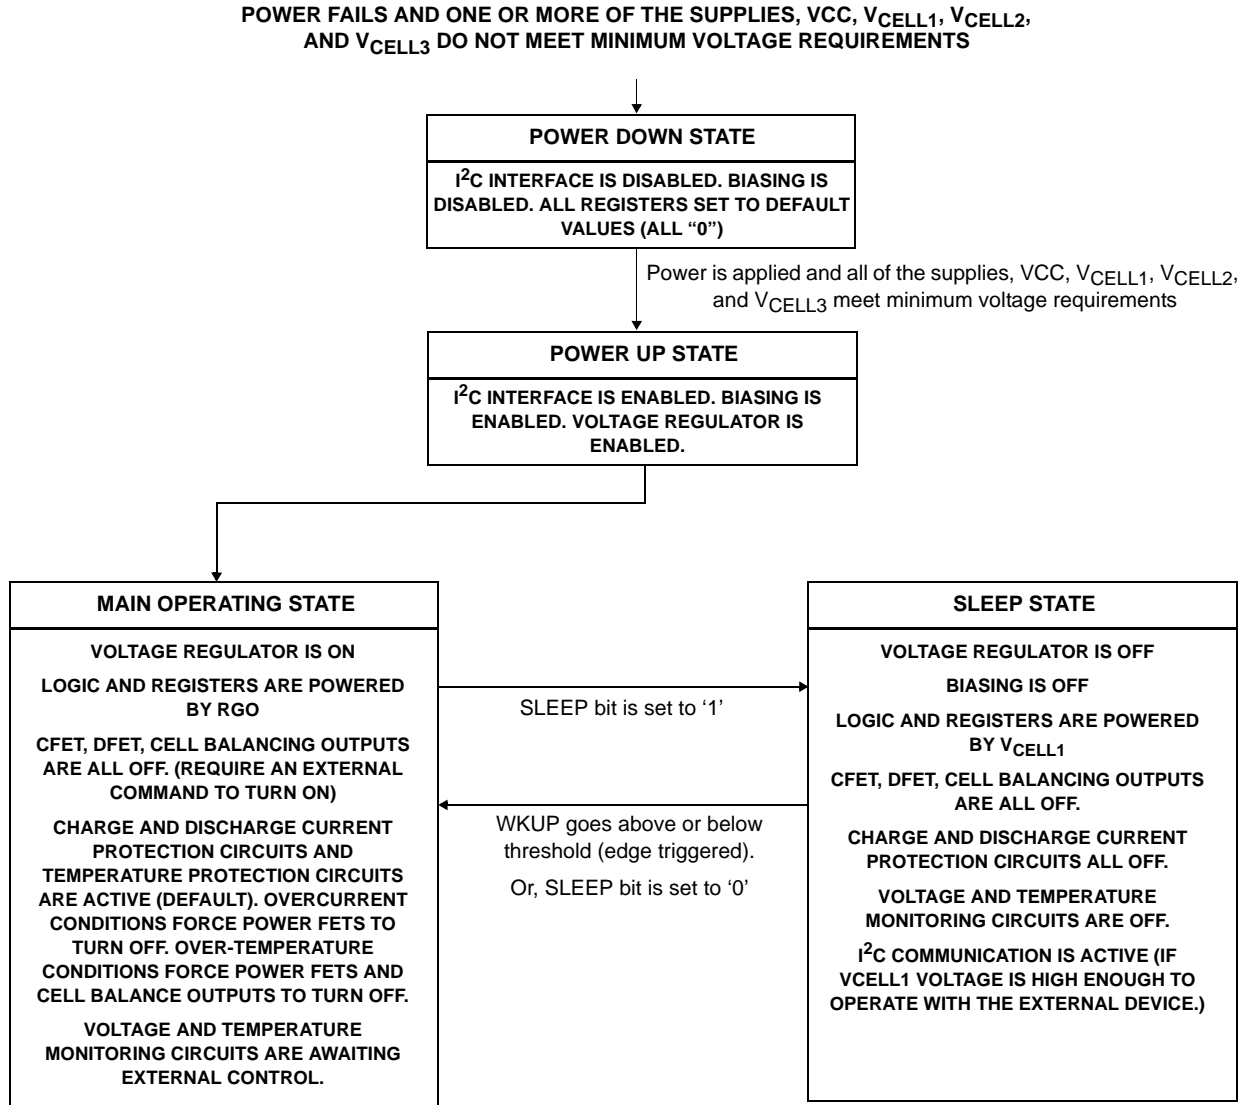 POWER FAILS AND ONE OR MORE OF THE SUPPLIES, VCC, VCELL1, VCELL2,
AND VCELL3 DO NOT MEET MINIMUM VOLTAGE REQUIREMENTS
POWER DOWN STATE
I2C INTERFACE IS DISABLED. BIASING IS
DISABLED. ALL REGISTERS SET TO DEFAULT
VALUES (ALL “0”)
Power is applied and all of the supplies, VCC, VCELL1, VCELL2,
and VCELL3 meet minimum voltage requirements
POWER UP STATE
I2C INTERFACE IS ENABLED. BIASING IS
ENABLED. VOLTAGE REGULATOR IS
ENABLED.
MAIN OPERATING STATE
VOLTAGE REGULATOR IS ON
LOGIC AND REGISTERS ARE POWERED
BY RGO
CFET, DFET, CELL BALANCING OUTPUTS
ARE ALL OFF. (REQUIRE AN EXTERNAL
COMMAND TO TURN ON)
CHARGE AND DISCHARGE CURRENT
PROTECTION CIRCUITS AND
TEMPERATURE PROTECTION CIRCUITS
ARE ACTIVE (DEFAULT). OVERCURRENT
CONDITIONS FORCE POWER FETS TO
TURN OFF. OVER-TEMPERATURE
CONDITIONS FORCE POWER FETS AND
CELL BALANCE OUTPUTS TO TURN OFF.
VOLTAGE AND TEMPERATURE
MONITORING CIRCUITS ARE AWAITING
EXTERNAL CONTROL.
SLEEP bit is set to ‘1’
WKUP goes above or below
threshold (edge triggered).
Or, SLEEP bit is set to ‘0’
SLEEP STATE
VOLTAGE REGULATOR IS OFF
BIASING IS OFF
LOGIC AND REGISTERS ARE POWERED
BY VCELL1
CFET, DFET, CELL BALANCING OUTPUTS
ARE ALL OFF.
CHARGE AND DISCHARGE CURRENT
PROTECTION CIRCUITS ALL OFF.
VOLTAGE AND TEMPERATURE
MONITORING CIRCUITS ARE OFF.
I2C COMMUNICATION IS ACTIVE (IF
VCELL1 VOLTAGE IS HIGH ENOUGH TO
OPERATE WITH THE EXTERNAL DEVICE.)